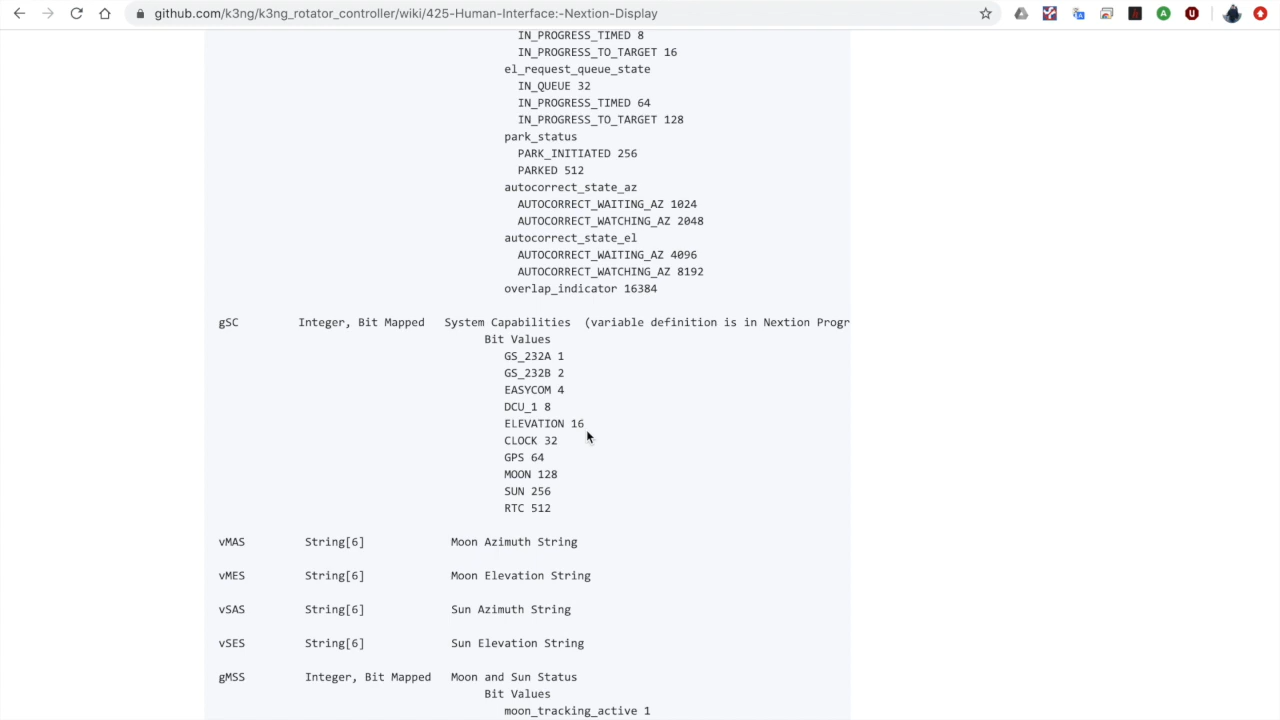 github.com/k3ng/k3ng_rotator_controller/wiki/425-Human-Interface:-Nextion-Display
IN_PROGRESS_TIMED 8
IN_PROGRESS_TO_TARGET 16
el_request_queue_state
IN_QUEUE 32
IN_PROGRESS_TIMED 64
IN_PROGRESS_TO_TARGET 128
park_status
PARK_INITIATED 256
PARKED 512
autocorrect_state_az
AUTOCORRECT_WAITING_AZ 1024
AUTOCORRECT_WATCHING_AZ 2048
autocorrect_state_el
AUTOCORRECT_WAITING_AZ 4096
AUTOCORRECT_WATCHING_AZ 8192
overlap_indicator 16384
gSC Integer, Bit Mapped System Capabilities (variable definition is in Nextion Progr
Bit Values
GS_232A 1
GS_232B 2
EASYCOM 4
DCU_1 8
ELEVATION 16
CLOCK 32
GPS 64
MOON 128
SUN 256
RTC 512
vMAS String[6] Moon Azimuth String
vMES String[6] Moon Elevation String
vSAS String[6] Sun Azimuth String
vSES String[6] Sun Elevation String
gMSS Integer, Bit Mapped Moon and Sun Status
Bit Values
moon_tracking_active 1